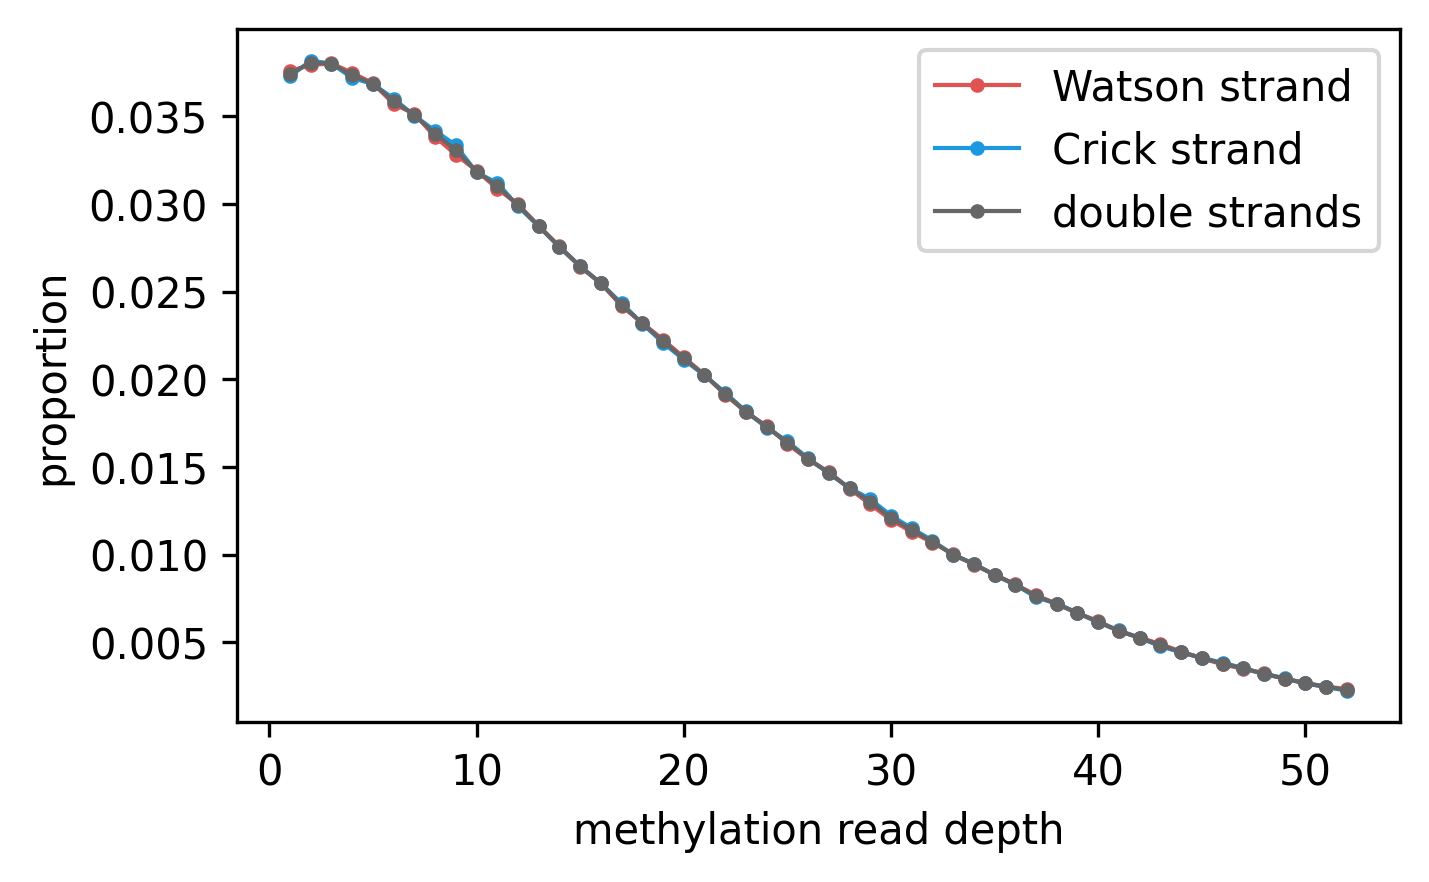 Watson strand
Crick strand
double strands
proportion
0.035
0.030
0.025
0.020
0.015
0.010
0.005
0 10 20 30 40 50
methylation read depth